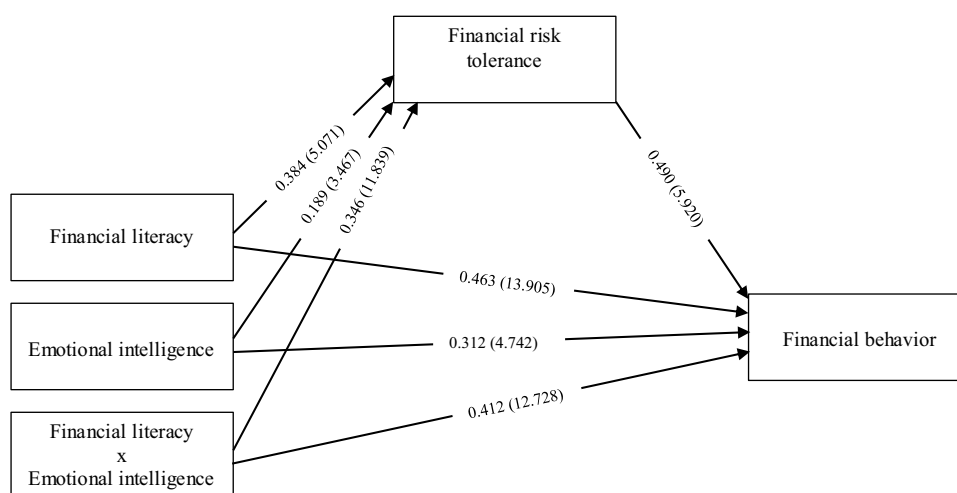 Financial risk
tolerance
0.384 (5.071)
0.189 (3.467)
0.346 (11.839)
0.490 (5.920)
Financial literacy
0.463 (13.905)
Emotional intelligence
0.312 (4.742)
Financial behavior
0.412 (12.728)
Financial literacy
x
Emotional intelligence